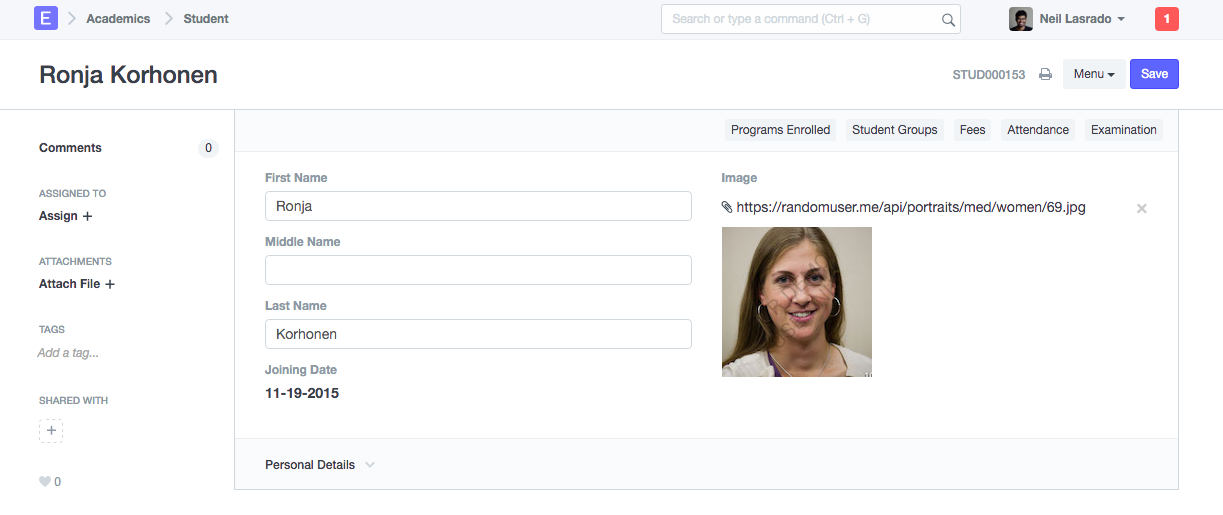 E Academics Student Search or type a command (Ctrl + G) Neil Lasrado 1
Ronja Korhonen STUD000153 Menu Save
Programs Enrolled Student Groups Fees Attendance Examination
Comments 0
ASSIGNED TO
Assign +
ATTACHMENTS
Attach File +
TAGS
Add a tag...
SHARED WITH
+
0
First Name
Ronja
Middle Name
Last Name
Korhonen
Joining Date
11-19-2015
Image
https://randomuser.me/api/portraits/med/women/69.jpg
Personal Details